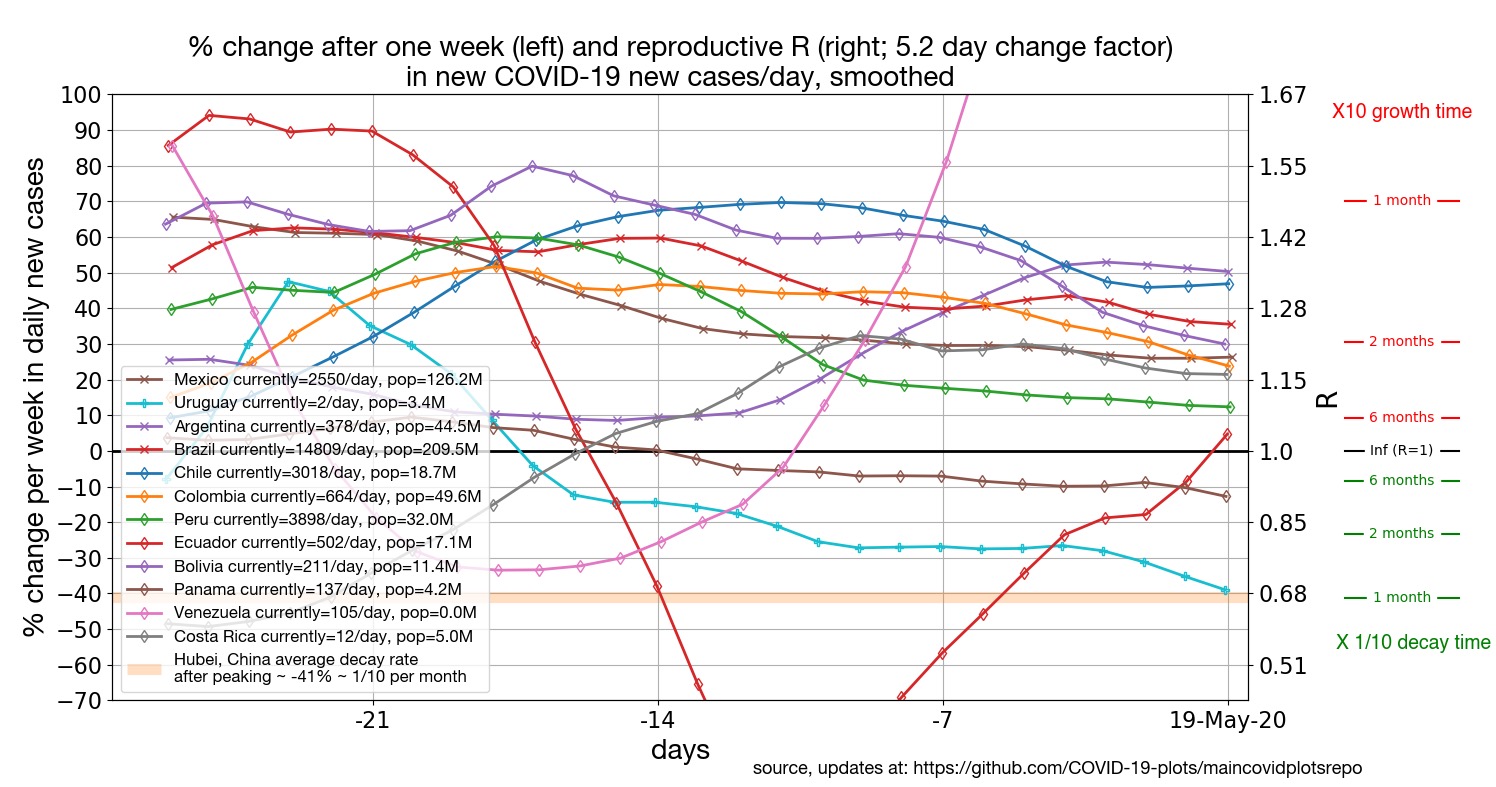 % change after one week (left) and reproductive R (right; 5.2 day change factor)
in new COVID-19 new cases/day, smoothed
% change per week in daily new cases
100
90
80
70
60
50
40
30
20
10
0
−10
−20
−30
−40
−50
−60
−70
Mexico currently=2550/day, pop=126.2M
Uruguay currently=2/day, pop=3.4M
Argentina currently=378/day, pop=44.5M
Brazil currently=14809/day, pop=209.5M
Chile currently=3018/day, pop=18.7M
Colombia currently=664/day, pop=49.6M
Peru currently=3898/day, pop=32.0M
Ecuador currently=502/day, pop=17.1M
Bolivia currently=211/day, pop=11.4M
Panama currently=137/day, pop=4.2M
Venezuela currently=105/day, pop=0.0M
Costa Rica currently=12/day, pop=5.0M
Hubei, China average decay rate
after peaking ~ -41% ~ 1/10 per month
-21
-14
-7
19-May-20
days
1.67
1.55
1.42
1.28
1.15
1.0
0.85
0.68
0.51
R
X10 growth time
1 month
2 months
6 months
Inf (R=1)
6 months
2 months
1 month
X 1/10 decay time
source, updates at: https://github.com/COVID-19-plots/maincovidplotsrepo